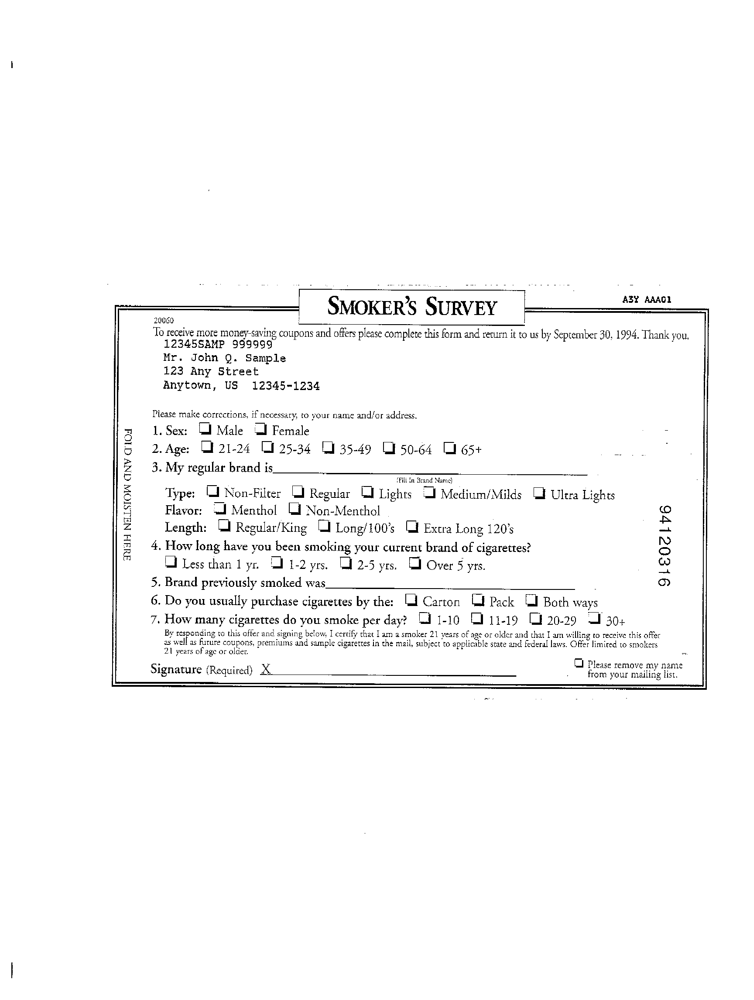 SMOKER'S SURVEY
A3Y AAA01
20060
To receive more money-saving coupons and offers please complete this form and return it to us by September 30, 1994. Thank you.
12345SAMP 999999
Mr. John Q. Sample
123 Any Street
Anytown, US 12345-1234
Please make corrections, if necessary, to your name and/or address.
1. Sex: ❏ Male ❏ Female
2. Age: ❏ 21-24 ❏ 25-34 ❏ 35-49 ❏ 50-64 ❏ 65+
3. My regular brand is
(Fill In Brand Name)
Type: ❏ Non-Filter ❏ Regular ❏ Lights ❏ Medium/Milds ❏ Ultra Lights
Flavor: ❏ Menthol ❏ Non-Menthol
Length: ❏ Regular/King ❏ Long/100's ❏ Extra Long 120's
4. How long have you been smoking your current brand of cigarettes?
❏ Less than 1 yr. ❏ 1-2 yrs. ❏ 2-5 yrs. ❏ Over 5 yrs.
5. Brand previously smoked was
6. Do you usually purchase cigarettes by the: ❏ Carton ❏ Pack ❏ Both ways
7. How many cigarettes do you smoke per day? ❏ 1-10 ❏ 11-19 ❏ 20-29 ❏ 30+
By responding to this offer and signing below, I certify that I am a smoker 21 years of age or older and that I am willing to receive this offer
as well as future coupons, premiums and sample cigarettes in the mail, subject to applicable state and federal laws. Offer limited to smokers
21 years of age or older.
Signature (Required) X
❏ Please remove my name
from your mailing list.
FOLD AND MOISTEN HERE
94120316